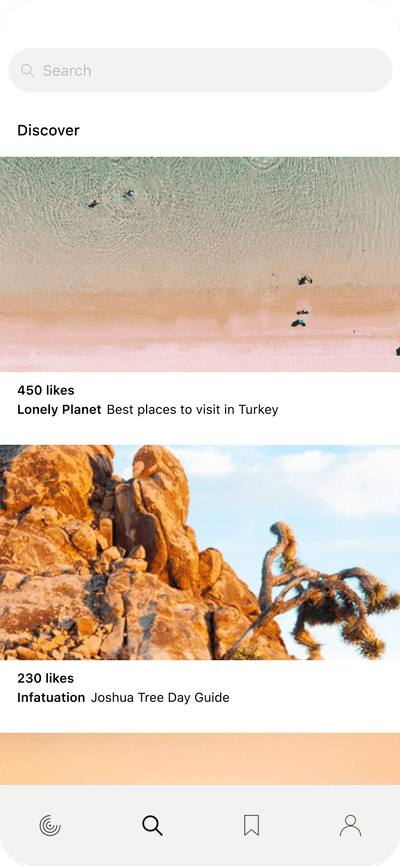 Search
Discover
450 likes
Lonely Planet Best places to visit in Turkey
230 likes
Infatuation Joshua Tree Day Guide